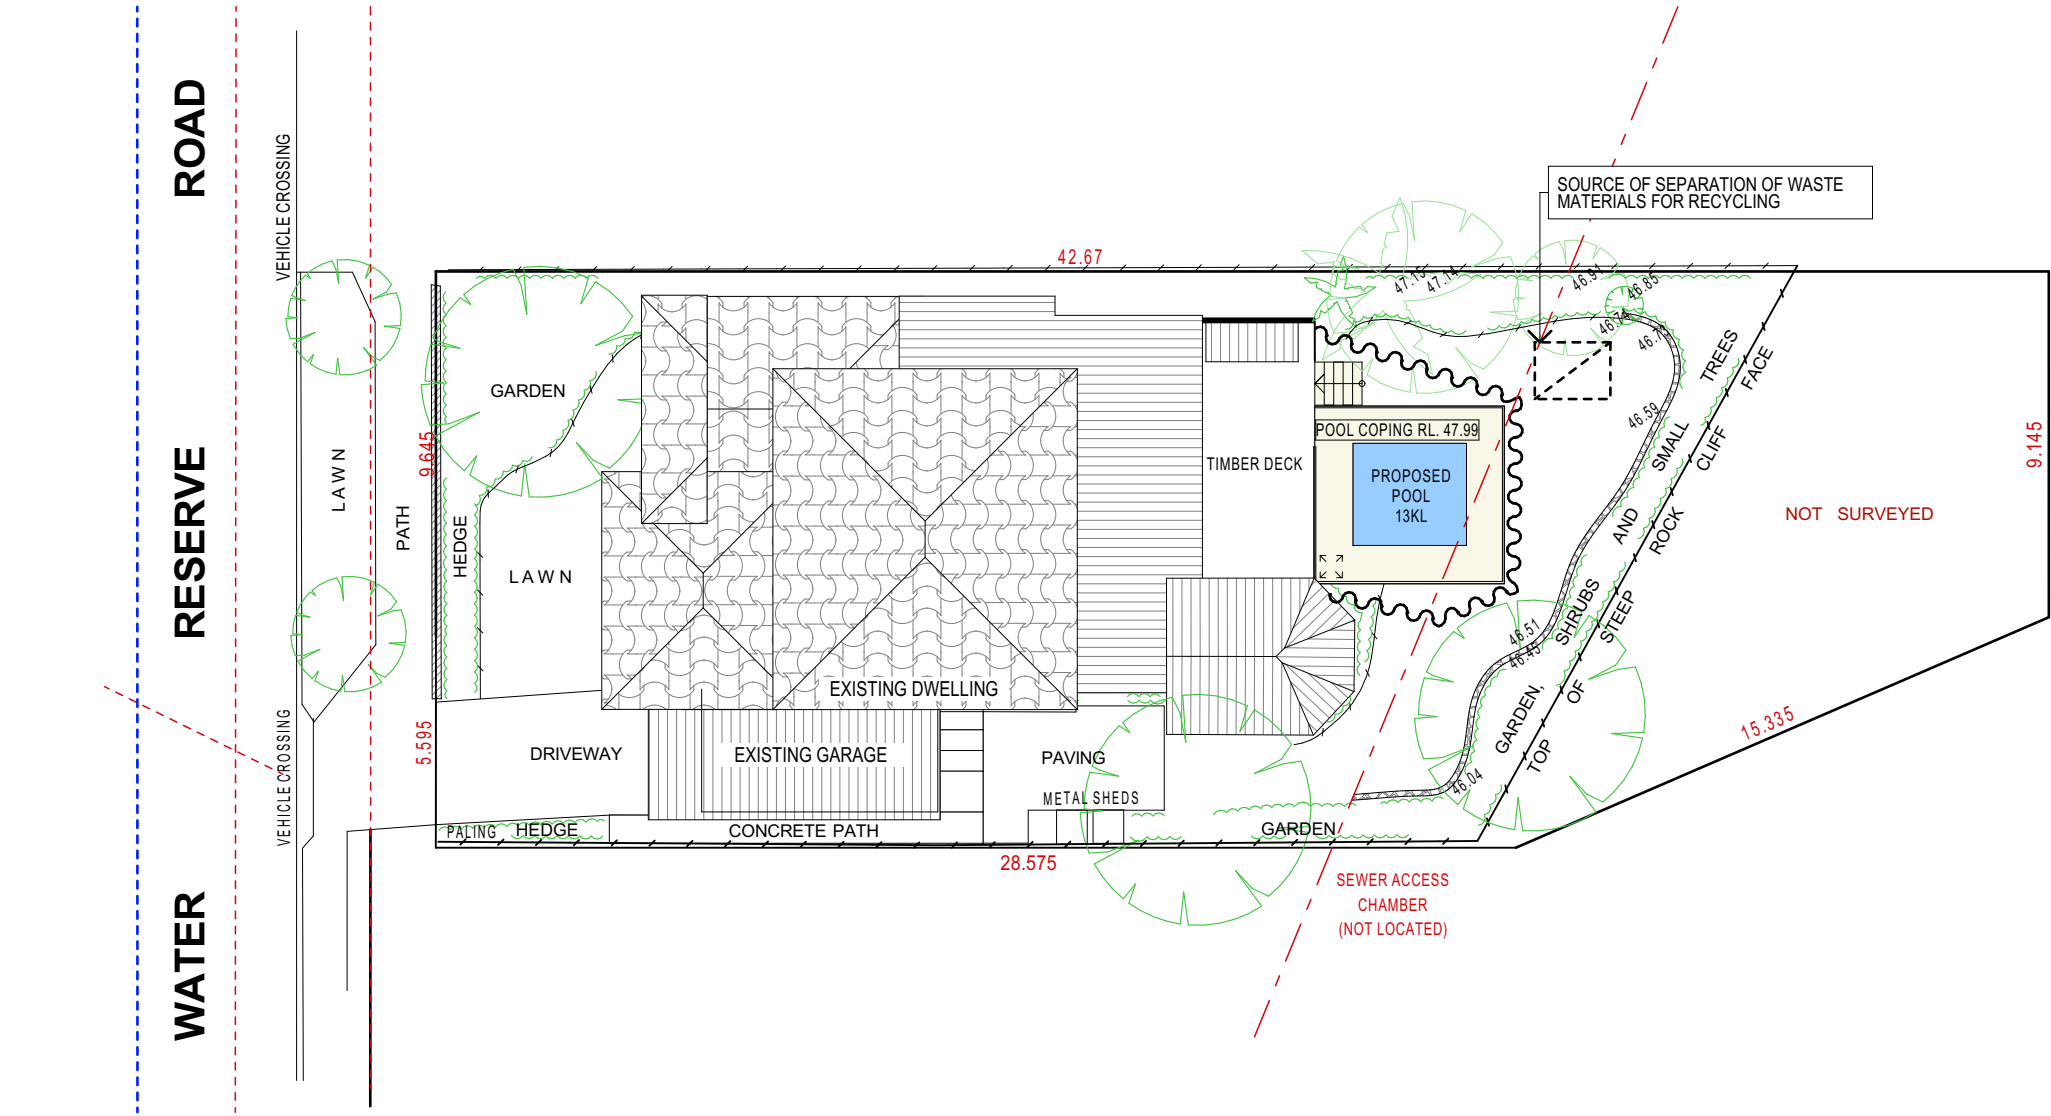 ROAD
RESERVE
WATER
VEHICLE CROSSING
VEHICLE CROSSING
LAWN
PATH
HEDGE
9.645
5.595
42.67
GARDEN
LAWN
DRIVEWAY
PALING
HEDGE
EXISTING DWELLING
EXISTING GARAGE
CONCRETE PATH
PAVING
METAL SHEDS
28.575
TIMBER DECK
POOL COPING RL. 47.99
PROPOSED
POOL
13KL
SOURCE OF SEPARATION OF WASTE
MATERIALS FOR RECYCLING
47.14
46.91
46.85
46.59
46.51
46.45
46.04
GARDEN, SHRUBS AND SMALL TREES
TOP OF STEEP ROCK CLIFF FACE
GARDEN
SEWER ACCESS
CHAMBER
(NOT LOCATED)
NOT SURVEYED
9.145
15.335